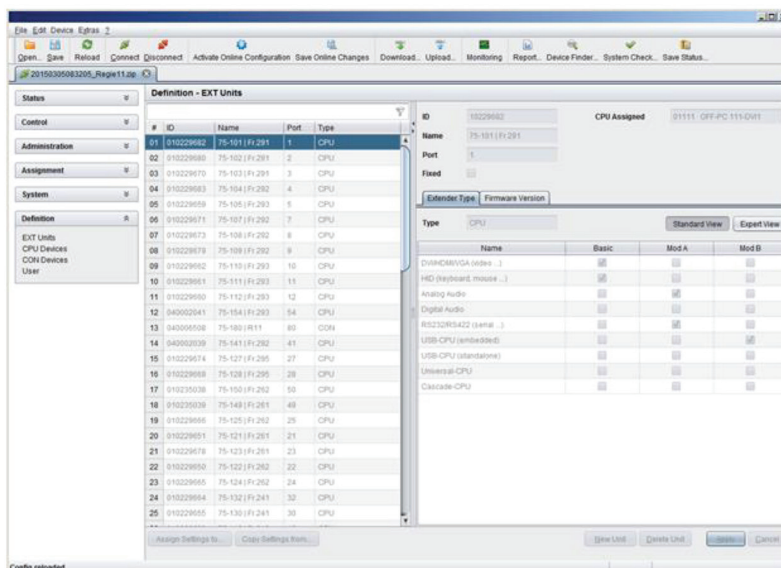 File Edit Device Extras ?
Open... Save Reload Connect Disconnect Activate Online Configuration Save Online Changes Download... Upload... Monitoring Report... Device Finder... System Check... Save Status...
20150305083205_Regie11.zip
Status
Control
Administration
Assignment
System
Definition
EXT Units
CPU Devices
CON Devices
User
Definition - EXT Units
# ID Name Port Type
01 010229682 75-101 | Fr.291 1 CPU
02 010229680 75-102 | Fr.291 2 CPU
03 010229670 75-103 | Fr.291 3 CPU
04 010229683 75-104 | Fr.292 4 CPU
05 010229659 75-105 | Fr.293 5 CPU
06 010229671 75-107 | Fr.292 7 CPU
07 010229673 75-108 | Fr.292 8 CPU
08 010229679 75-109 | Fr.292 9 CPU
09 010229662 75-110 | Fr.293 10 CPU
10 010229661 75-111 | Fr.293 11 CPU
11 010229660 75-112 | Fr.293 12 CPU
12 040002041 75-154 | Fr.293 54 CPU
13 040006508 75-180 | R11 80 CON
14 040002039 75-141 | Fr.282 41 CPU
15 010229674 75-127 | Fr.295 27 CPU
16 010229669 75-128 | Fr.295 28 CPU
17 010235038 75-150 | Fr.262 50 CPU
18 010235039 75-149 | Fr.261 49 CPU
19 010229666 75-125 | Fr.262 25 CPU
20 010229651 75-121 | Fr.261 21 CPU
21 010229678 75-123 | Fr.261 23 CPU
22 010229650 75-122 | Fr.262 22 CPU
23 010229665 75-124 | Fr.262 24 CPU
24 010229664 75-132 | Fr.241 32 CPU
25 010229655 75-130 | Fr.241 30 CPU
Assign Settings to... Copy Settings from...
ID 10229682 CPU Assigned 01111 OFF-PC 111-DVI1
Name 75-101 | Fr.291
Port 1
Fixed
Extender Type Firmware Version
Type CPU Standard View Expert View
Name Basic Mod A Mod B
DVI/HDMI/VGA (video ...)
HID (keyboard, mouse ...)
Analog Audio
Digital Audio
RS232/RS422 (serial ...)
USB-CPU (embedded)
USB-CPU (standalone)
Universal-CPU
Cascade-CPU
New Unit Delete Unit Apply Cancel
Config reloaded